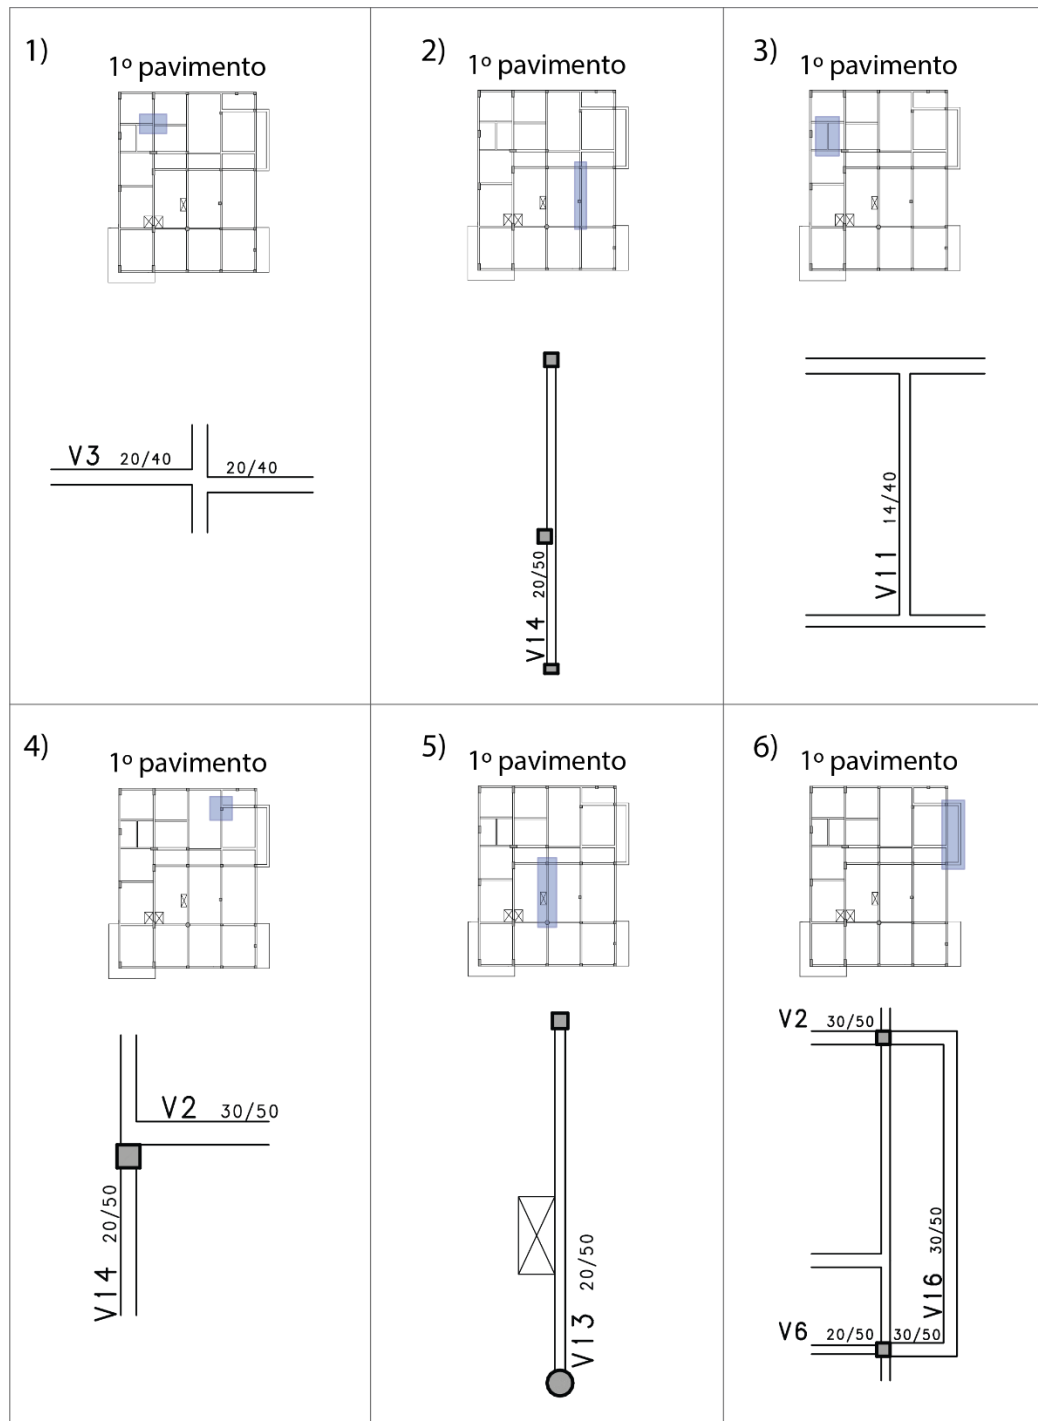 1)
1º pavimento
V3 20/40
20/40
2)
1º pavimento
V14 20/50
3)
1º pavimento
V11 14/40
4)
1º pavimento
V2 30/50
V14 20/50
5)
1º pavimento
V13 20/50
6)
1º pavimento
V2 30/50
V16 30/50
V6 20/50 30/50